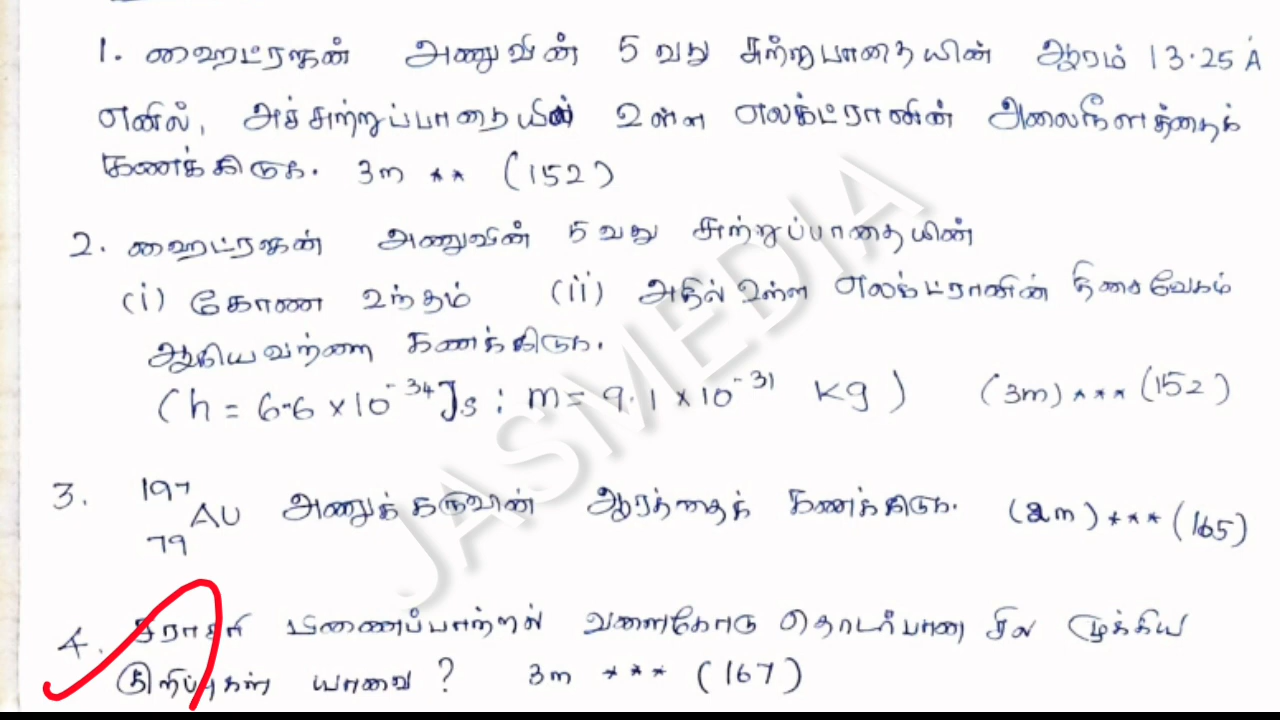 1. ஹைட்ரஜன் அணுவின் 5 வது சுற்றுபாதையின் ஆரம் 13.25 Å
எனில், அச்சுற்றுப்பாதையில் உள்ள எலக்ட்ரானின் அலைநீளத்தைக்
கணக்கிடுக. 3m ** (152)
2. ஹைட்ரஜன் அணுவின் 5 வது சுற்றுப்பாதையின்
(i) கோண உந்தம் (ii) அதில் உள்ள எலக்ட்ரானின் திசைவேகம்
ஆகியவற்றை கணக்கிடுக.
(h = 6.6 × 10⁻³⁴ Js ; m = 9.1 × 10⁻³¹ kg) (3m) *** (152)
3. ¹⁹⁷₇₉AU அணுக்கருவின் ஆரத்தைக் கணக்கிடுக. (2m) *** (165)
4. சராசரி பிணைப்பாற்றல் வளைகோடு தொடர்பான சில முக்கிய
குறிப்புகள் யாவை? 3m *** (167)
JASMEDIA